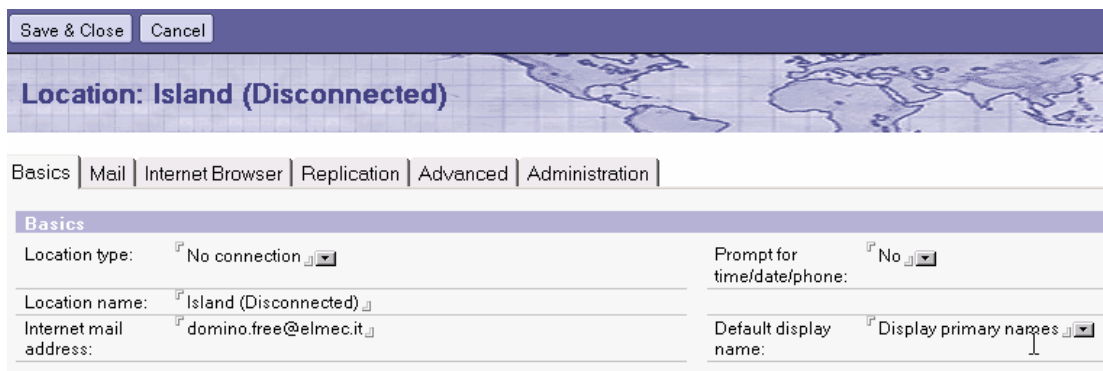 Save & Close Cancel
Location: Island (Disconnected)
Basics Mail Internet Browser Replication Advanced Administration
Basics
Location type: No connection Prompt for time/date/phone: No
Location name: Island (Disconnected)
Internet mail address: domino.free@elmec.it Default display name: Display primary names